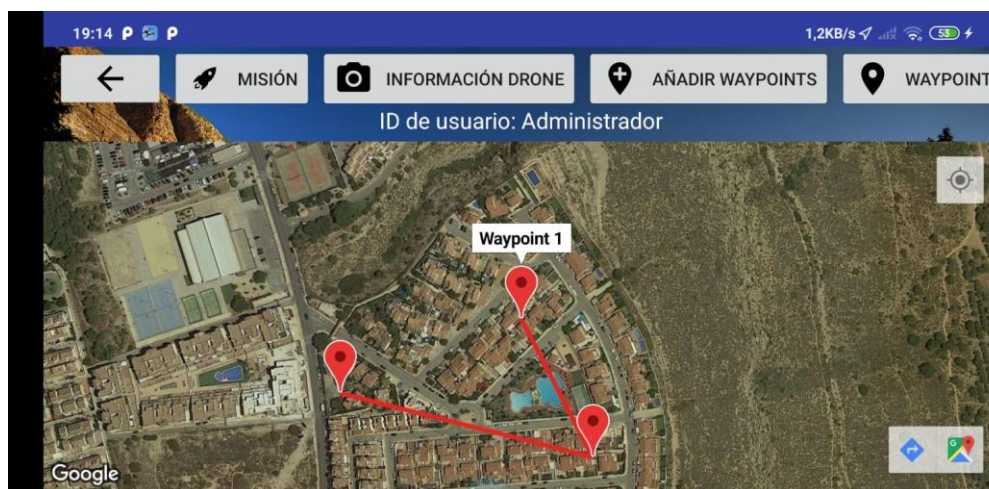 19:14
1,2KB/s
53
MISIÓN
INFORMACIÓN DRONE
AÑADIR WAYPOINTS
WAYPOINT
ID de usuario: Administrador
Waypoint 1
Google